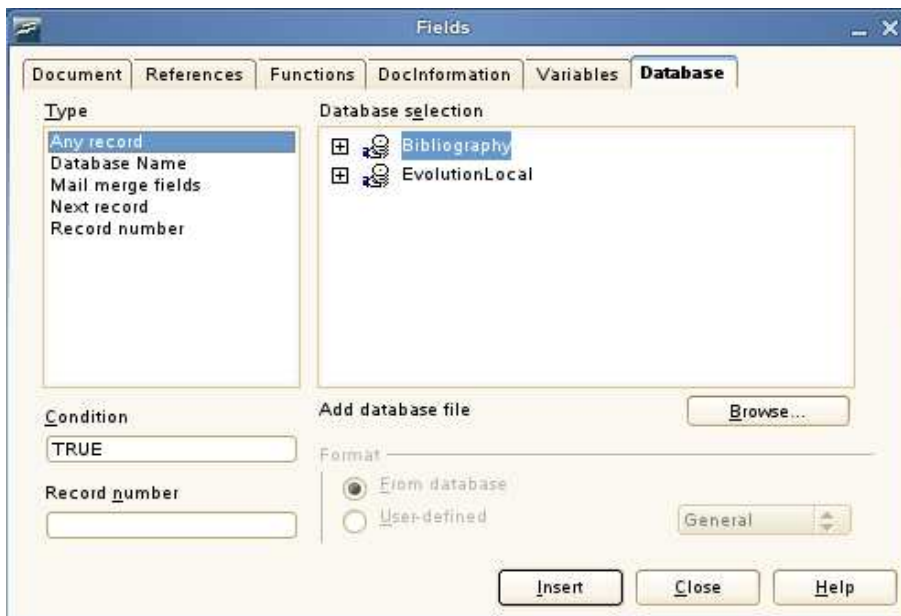 Fields
Document References Functions DocInformation Variables Database
Type
Any record
Database Name
Mail merge fields
Next record
Record number
Database selection
Bibliography
EvolutionLocal
Condition
TRUE
Record number
Add database file
Browse...
Format
From database
User-defined
General
Insert Close Help